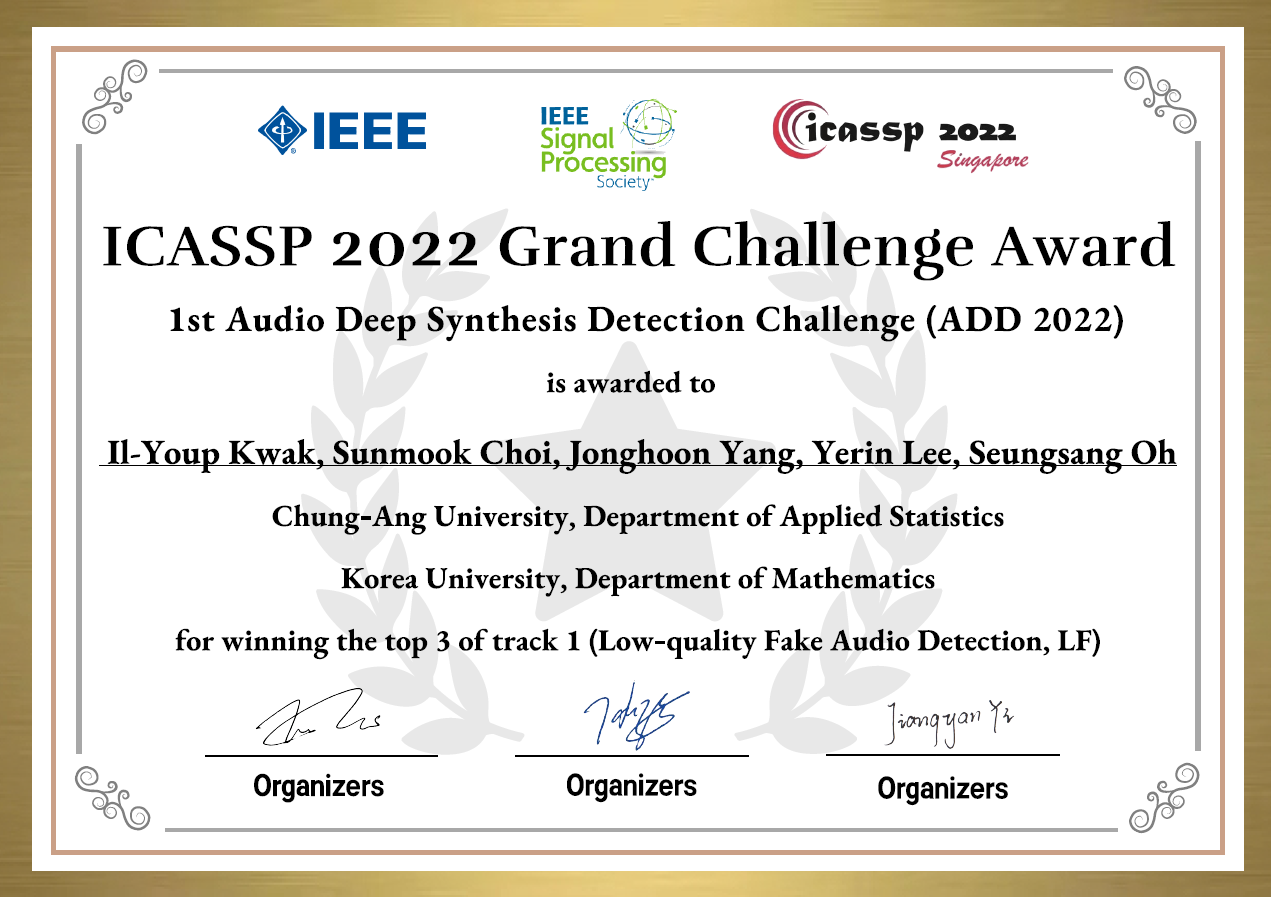 IEEE
IEEE
Signal
Processing
Society
icassp 2022
Singapore
ICASSP 2022 Grand Challenge Award
1st Audio Deep Synthesis Detection Challenge (ADD 2022)
is awarded to
Il-Youp Kwak, Sunmook Choi, Jonghoon Yang, Yerin Lee, Seungsang Oh
Chung-Ang University, Department of Applied Statistics
Korea University, Department of Mathematics
for winning the top 3 of track 1 (Low-quality Fake Audio Detection, LF)
Jiangyan Yi
Organizers
Organizers
Organizers